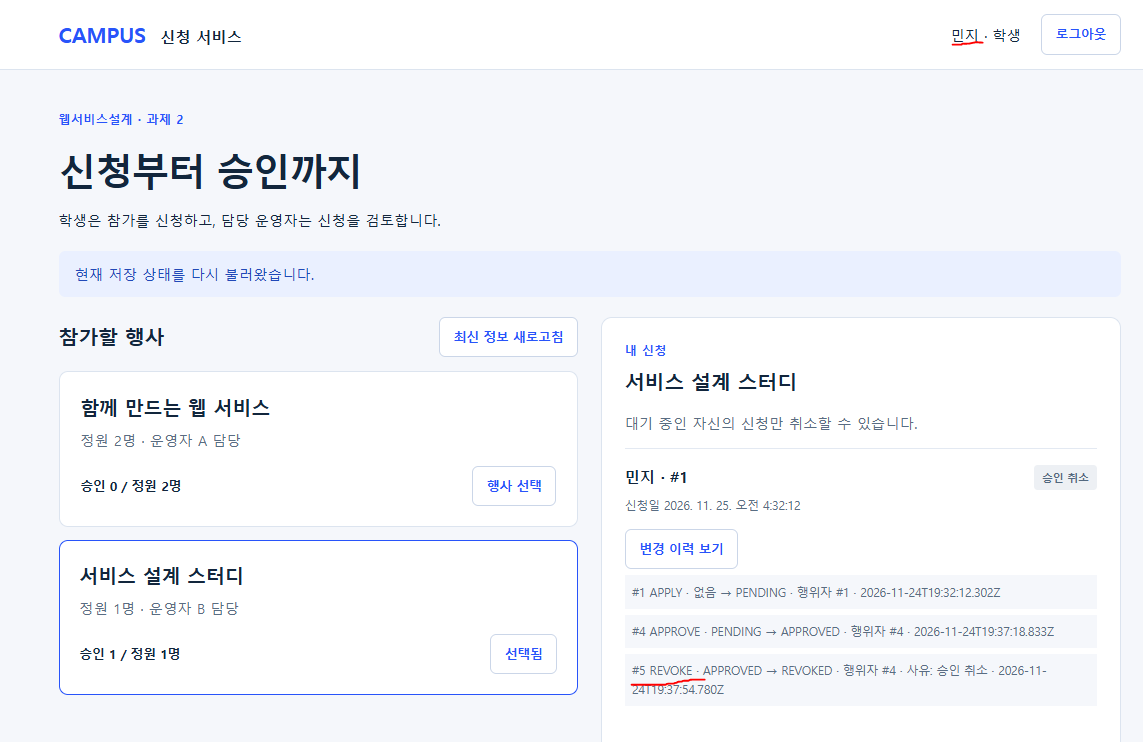 CAMPUS 신청 서비스
민지 · 학생
로그아웃
웹서비스설계 · 과제 2
신청부터 승인까지
학생은 참가를 신청하고, 담당 운영자는 신청을 검토합니다.
현재 저장 상태를 다시 불러왔습니다.
참가할 행사
최신 정보 새로고침
함께 만드는 웹 서비스
정원 2명 · 운영자 A 담당
승인 0 / 정원 2명
행사 선택
서비스 설계 스터디
정원 1명 · 운영자 B 담당
승인 1 / 정원 1명
선택됨
내 신청
서비스 설계 스터디
대기 중인 자신의 신청만 취소할 수 있습니다.
민지 · #1
승인 취소
신청일 2026. 11. 25. 오전 4:32:12
변경 이력 보기
#1 APPLY · 없음 → PENDING · 행위자 #1 · 2026-11-24T19:32:12.302Z
#4 APPROVE · PENDING → APPROVED · 행위자 #4 · 2026-11-24T19:37:18.833Z
#5 REVOKE · APPROVED → REVOKED · 행위자 #4 · 사유: 승인 취소 · 2026-11-
24T19:37:54.780Z